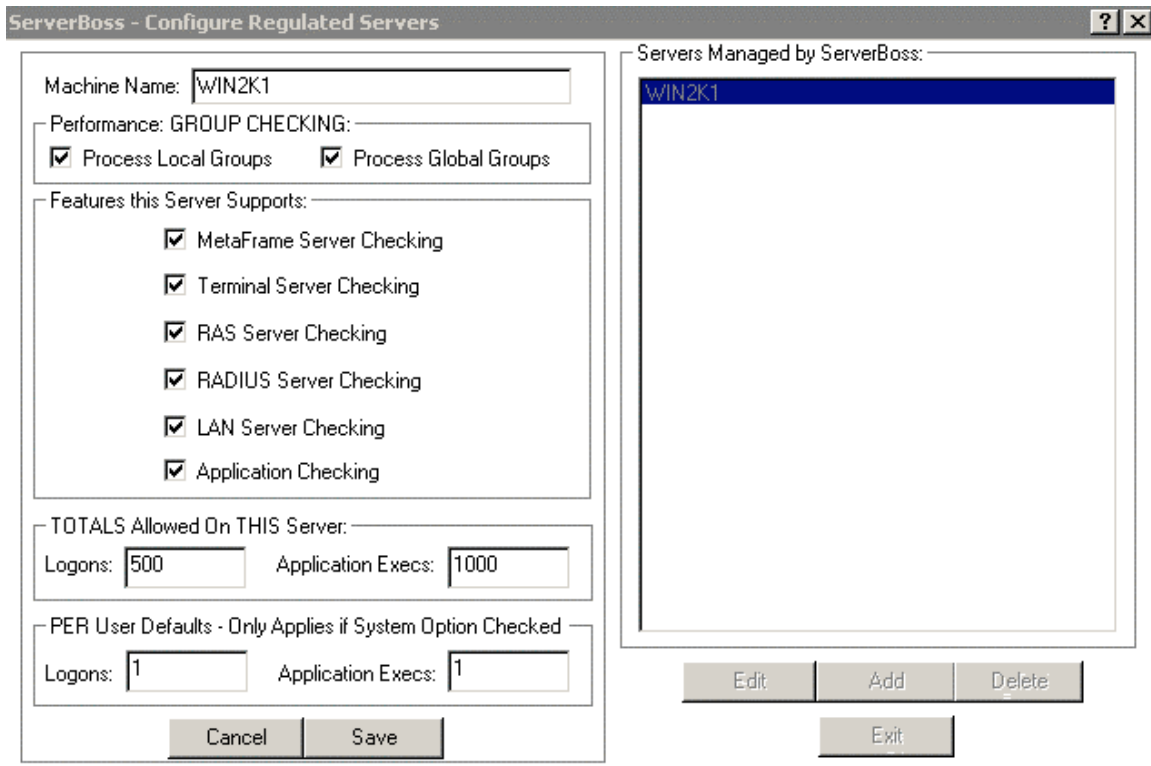 ServerBoss - Configure Regulated Servers
Machine Name: WIN2K1
Performance: GROUP CHECKING:
Process Local Groups Process Global Groups
Features this Server Supports:
MetaFrame Server Checking
Terminal Server Checking
RAS Server Checking
RADIUS Server Checking
LAN Server Checking
Application Checking
TOTALS Allowed On THIS Server:
Logons: 500 Application Execs: 1000
PER User Defaults - Only Applies if System Option Checked
Logons: 1 Application Execs: 1
Cancel Save
Servers Managed by ServerBoss:
WIN2K1
Edit Add Delete
Exit